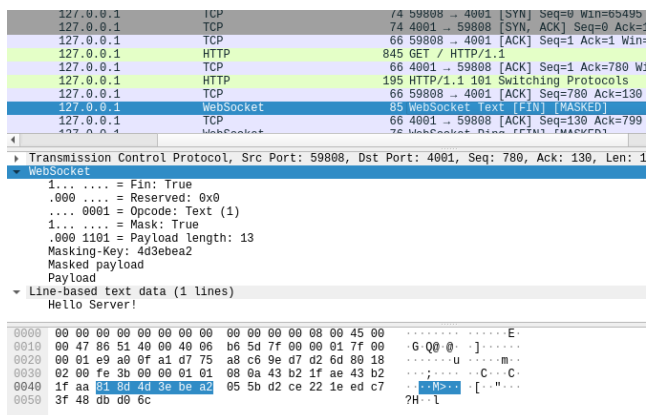 127.0.0.1 TCP 74 59808 → 4001 [SYN] Seq=0 Win=65495
127.0.0.1 TCP 74 4001 → 59808 [SYN, ACK] Seq=0 Ack=1
127.0.0.1 TCP 66 59808 → 4001 [ACK] Seq=1 Ack=1 Win=
127.0.0.1 HTTP 845 GET / HTTP/1.1
127.0.0.1 TCP 66 4001 → 59808 [ACK] Seq=1 Ack=780 Wi
127.0.0.1 HTTP 195 HTTP/1.1 101 Switching Protocols
127.0.0.1 TCP 66 59808 → 4001 [ACK] Seq=780 Ack=130
127.0.0.1 WebSocket 85 WebSocket Text [FIN] [MASKED]
127.0.0.1 TCP 66 4001 → 59808 [ACK] Seq=130 Ack=799
127.0.0.1 WebSocket 76 WebSocket Ping [FIN] [MASKED]
Transmission Control Protocol, Src Port: 59808, Dst Port: 4001, Seq: 780, Ack: 130, Len: 1
WebSocket
1... .... = Fin: True
.000 .... = Reserved: 0x0
.... 0001 = Opcode: Text (1)
1... .... = Mask: True
.000 1101 = Payload length: 13
Masking-Key: 4d3ebea2
Masked payload
Payload
Line-based text data (1 lines)
Hello Server!
0000 00 00 00 00 00 00 00 00 00 00 00 00 08 00 45 00 ········ ······E·
0010 00 47 86 51 40 00 40 06 b6 5d 7f 00 00 01 7f 00 ·G·Q@·@· ·]······
0020 00 01 e9 a0 0f a1 d7 75 a8 c6 9e d7 d2 6d 80 18 ·······u ·····m··
0030 02 00 fe 3b 00 00 01 01 08 0a 43 b2 1f ae 43 b2 ···;···· ··C···C·
0040 1f aa 81 8d 4d 3e be a2 05 5b d2 ce 22 1e ed c7 ····M>·· ·[··"···
0050 3f 48 db d0 6c ?H··l